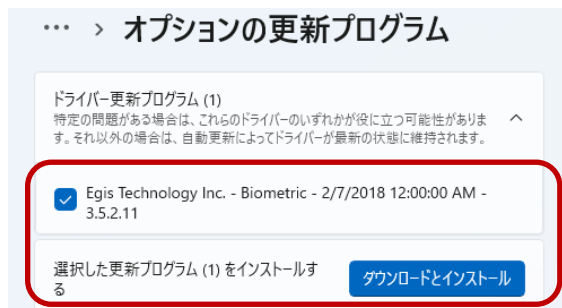 … › オプションの更新プログラム
ドライバー更新プログラム (1)
特定の問題がある場合は、これらのドライバーのいずれかが役に立つ可能性がありま
す。それ以外の場合は、自動更新によってドライバーが最新の状態に維持されます。
Egis Technology Inc. - Biometric - 2/7/2018 12:00:00 AM -
3.5.2.11
選択した更新プログラム (1) をインストールす
る
ダウンロードとインストール